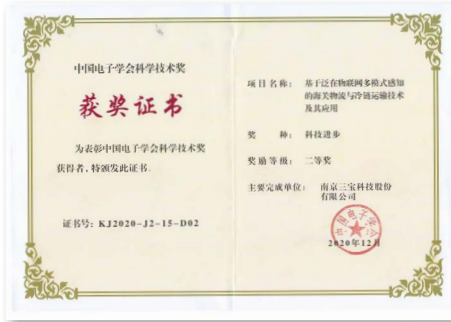 中国电子学会科学技术奖
获奖证书
为表彰中国电子学会科学技术奖
获得者,特颁发此证书.
证书号:KJ2020-J2-15-D02
项目名称: 基于泛在物联网多模式感知
的海关物流与冷链运输技术
及其应用
奖 种: 科技进步
奖励等级: 二等奖
主要完成单位: 南京三宝科技股份
有限公司
中国电子学会
2020年12月